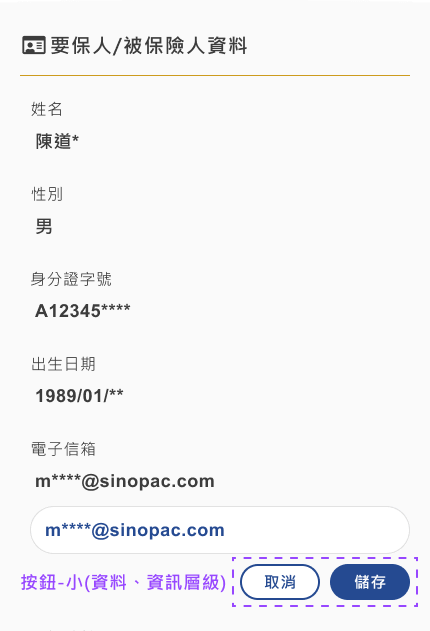 要保人/被保險人資料
姓名
陳道*
性別
男
身分證字號
A12345****
出生日期
1989/01/**
電子信箱
m****@sinopac.com
m****@sinopac.com
按鈕-小(資料、資訊層級) 取消 儲存